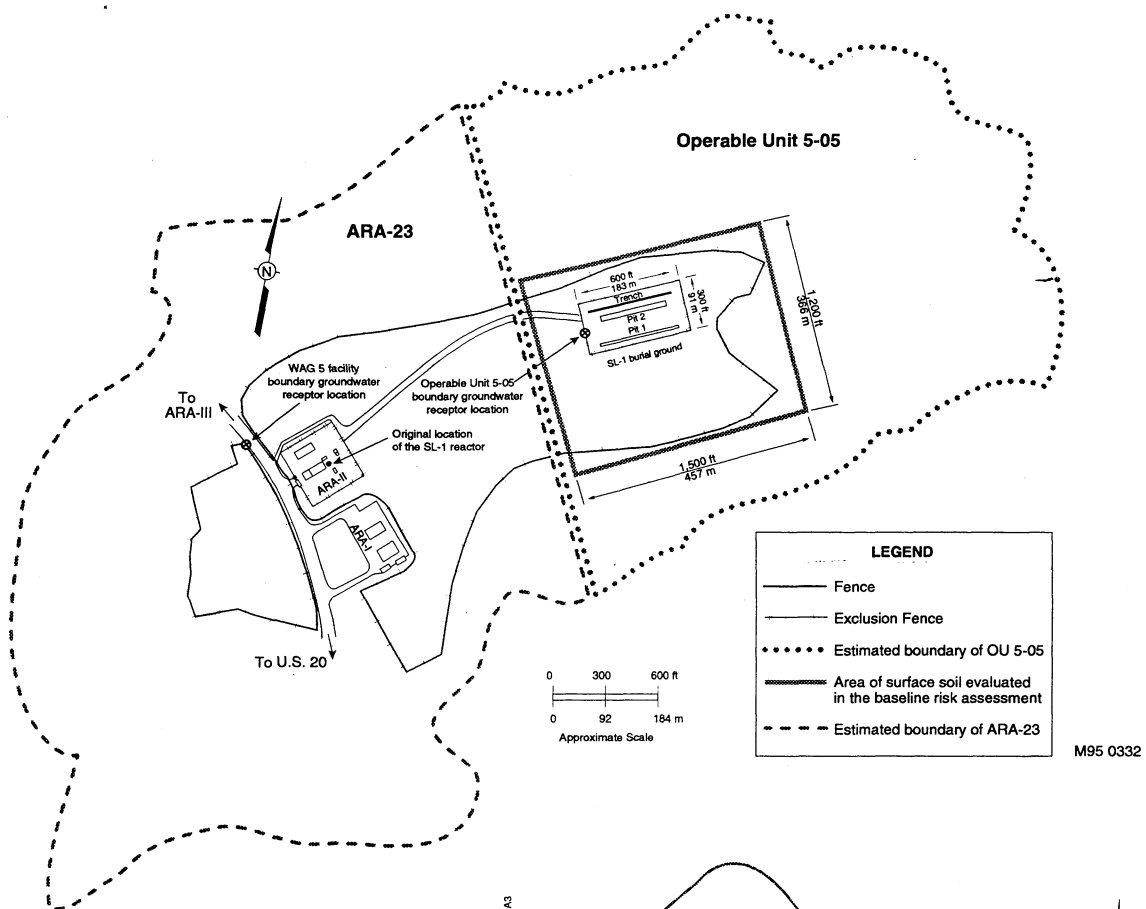 Operable Unit 5-05
ARA-23
N
600 ft
183 m
300 ft
91 m
Trench
Pit 2
Pit 1
SL-1 burial ground
1,200 ft
366 m
1,500 ft
457 m
WAG 5 facility
boundary groundwater
receptor location
Operable Unit 5-05
boundary groundwater
receptor location
To
ARA-III
Original location
of the SL-1 reactor
ARA-II
ARA-I
To U.S. 20
0 300 600 ft
0 92 184 m
Approximate Scale
LEGEND
Fence
Exclusion Fence
Estimated boundary of OU 5-05
Area of surface soil evaluated
in the baseline risk assessment
Estimated boundary of ARA-23
M95 0332
A3